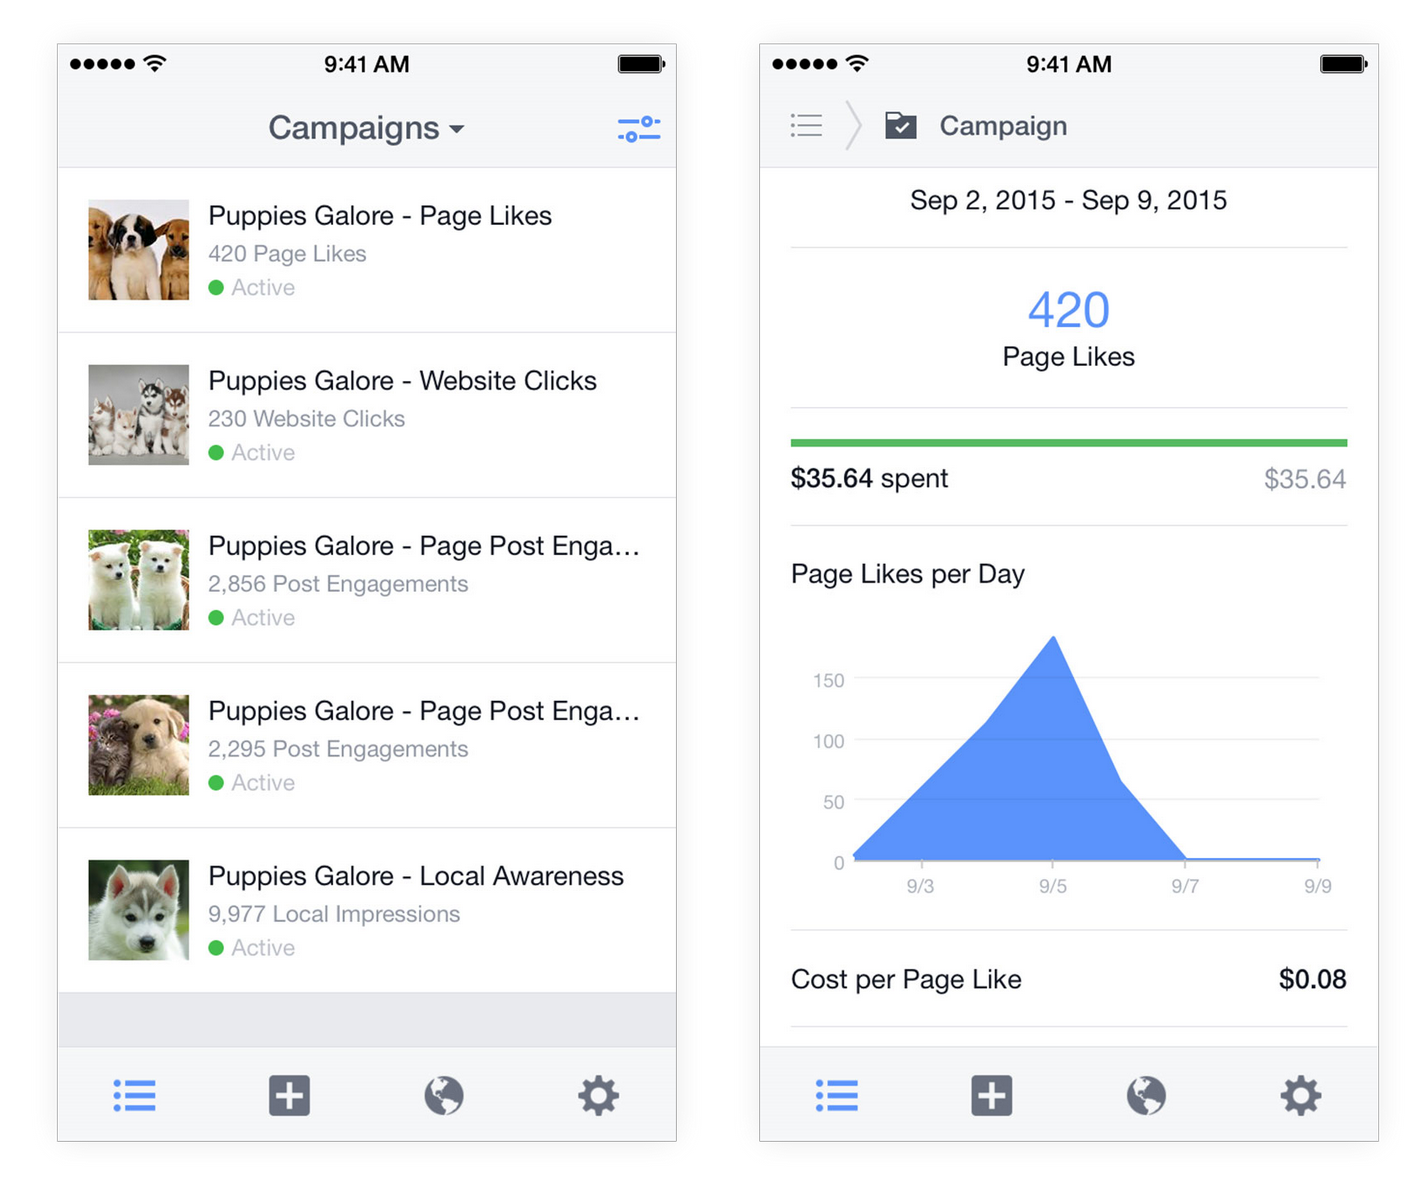 9:41 AM
Campaigns
Puppies Galore - Page Likes
420 Page Likes
Active
Puppies Galore - Website Clicks
230 Website Clicks
Active
Puppies Galore - Page Post Enga...
2,856 Post Engagements
Active
Puppies Galore - Page Post Enga...
2,295 Post Engagements
Active
Puppies Galore - Local Awareness
9,977 Local Impressions
Active
9:41 AM
Campaign
Sep 2, 2015 - Sep 9, 2015
420
Page Likes
$35.64 spent $35.64
Page Likes per Day
150
100
50
0
9/3 9/5 9/7 9/9
Cost per Page Like $0.08